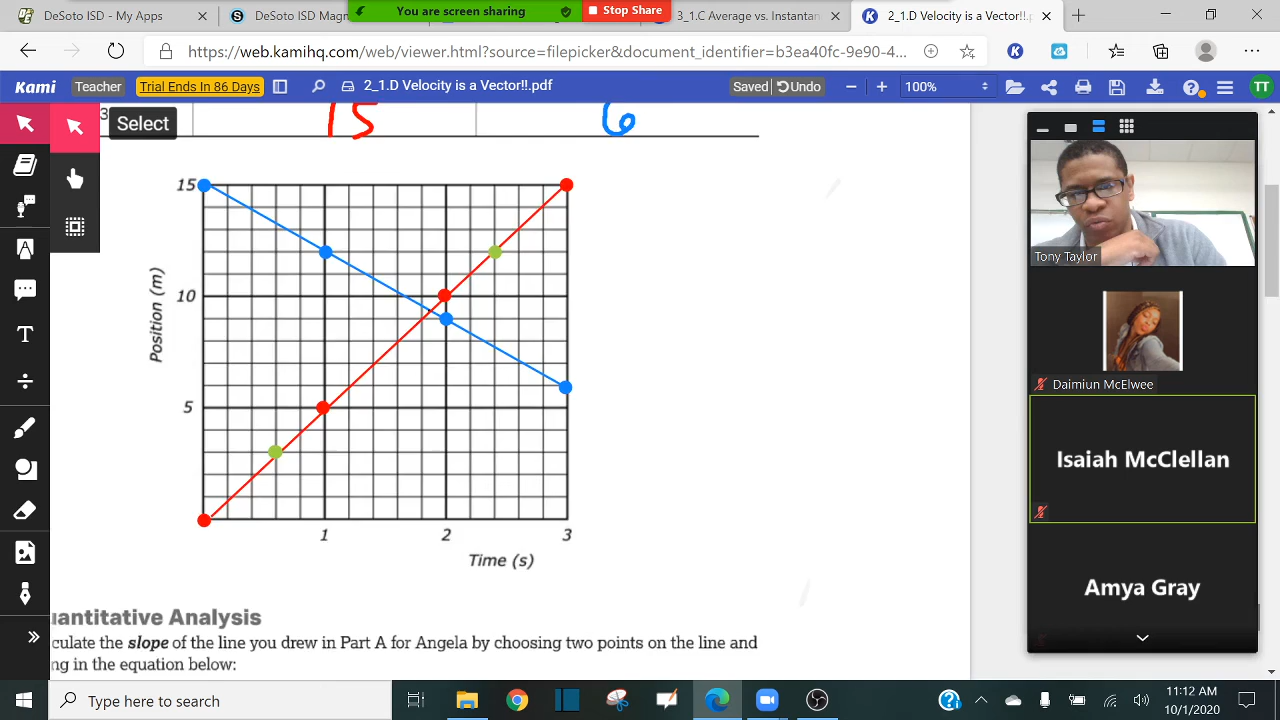 DeSoto ISD - D
DeSoto ISD Magn
You are screen sharing
Stop Share
3_1.C Average vs. Instantan
2_1.D Velocity is a Vector!!.p
https://web.kamihq.com/web/viewer.html?source=filepicker&document_identifier=b3ea40fc-9e90-4...
Kami
Teacher
Trial Ends In 86 Days
2_1.D Velocity is a Vector!!.pdf
Saved
Undo
100%
TT
3
Select
15
6
15
10
5
Position (m)
1
2
3
Time (s)
uantitative Analysis
culate the slope of the line you drew in Part A for Angela by choosing two points on the line and
ng in the equation below:
Tony Taylor
Daimiun McElwee
Isaiah McClellan
Amya Gray
Type here to search
11:12 AM
10/1/2020